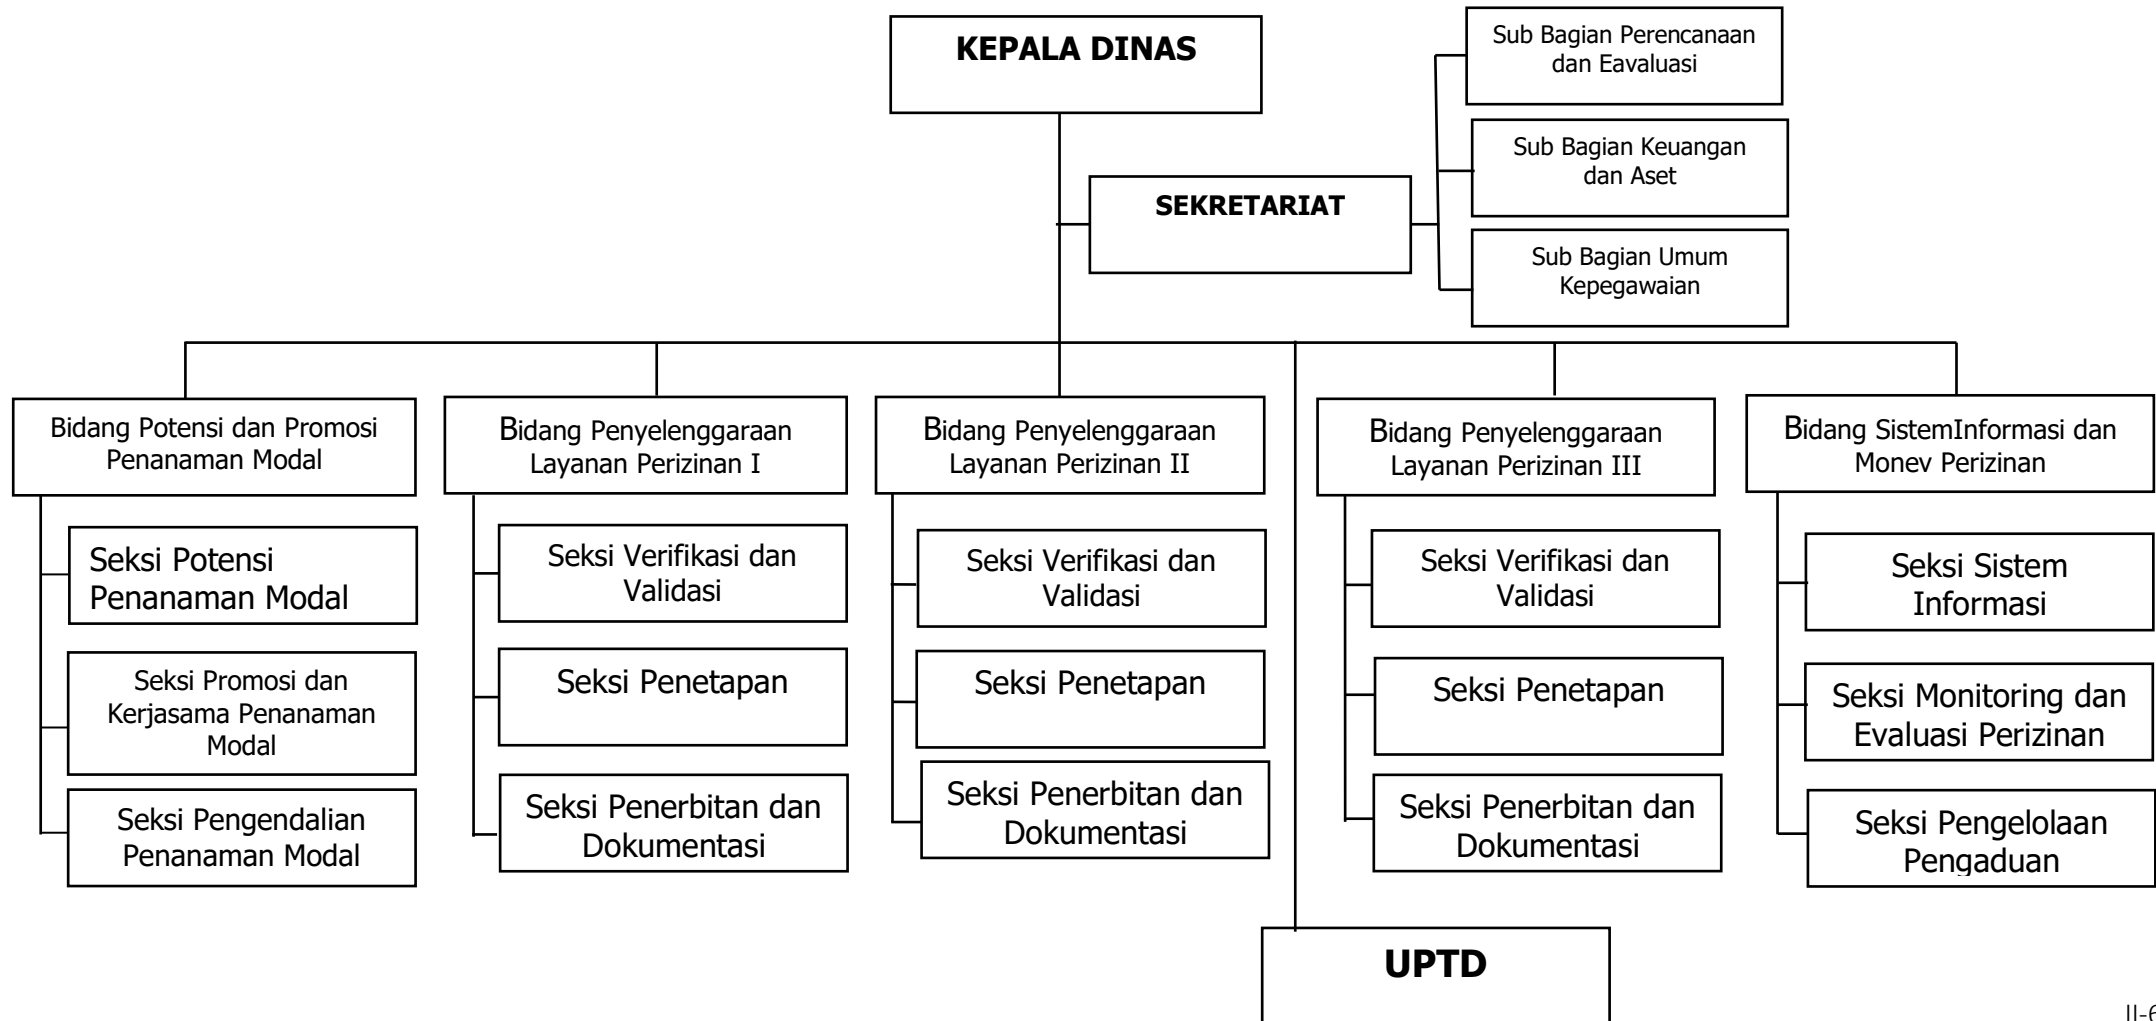 KEPALA DINAS
Sub Bagian Perencanaan
dan Eavaluasi
Sub Bagian Keuangan
dan Aset
SEKRETARIAT
Sub Bagian Umum
Kepegawaian
Bidang Potensi dan Promosi
Penanaman Modal
Seksi Potensi
Penanaman Modal
Seksi Promosi dan
Kerjasama Penanaman
Modal
Seksi Pengendalian
Penanaman Modal
Bidang Penyelenggaraan
Layanan Perizinan I
Seksi Verifikasi dan
Validasi
Seksi Penetapan
Seksi Penerbitan dan
Dokumentasi
Bidang Penyelenggaraan
Layanan Perizinan II
Seksi Verifikasi dan
Validasi
Seksi Penetapan
Seksi Penerbitan dan
Dokumentasi
Bidang Penyelenggaraan
Layanan Perizinan III
Seksi Verifikasi dan
Validasi
Seksi Penetapan
Seksi Penerbitan dan
Dokumentasi
Bidang SistemInformasi dan
Monev Perizinan
Seksi Sistem
Informasi
Seksi Monitoring dan
Evaluasi Perizinan
Seksi Pengelolaan
Pengaduan
UPTD
II-6